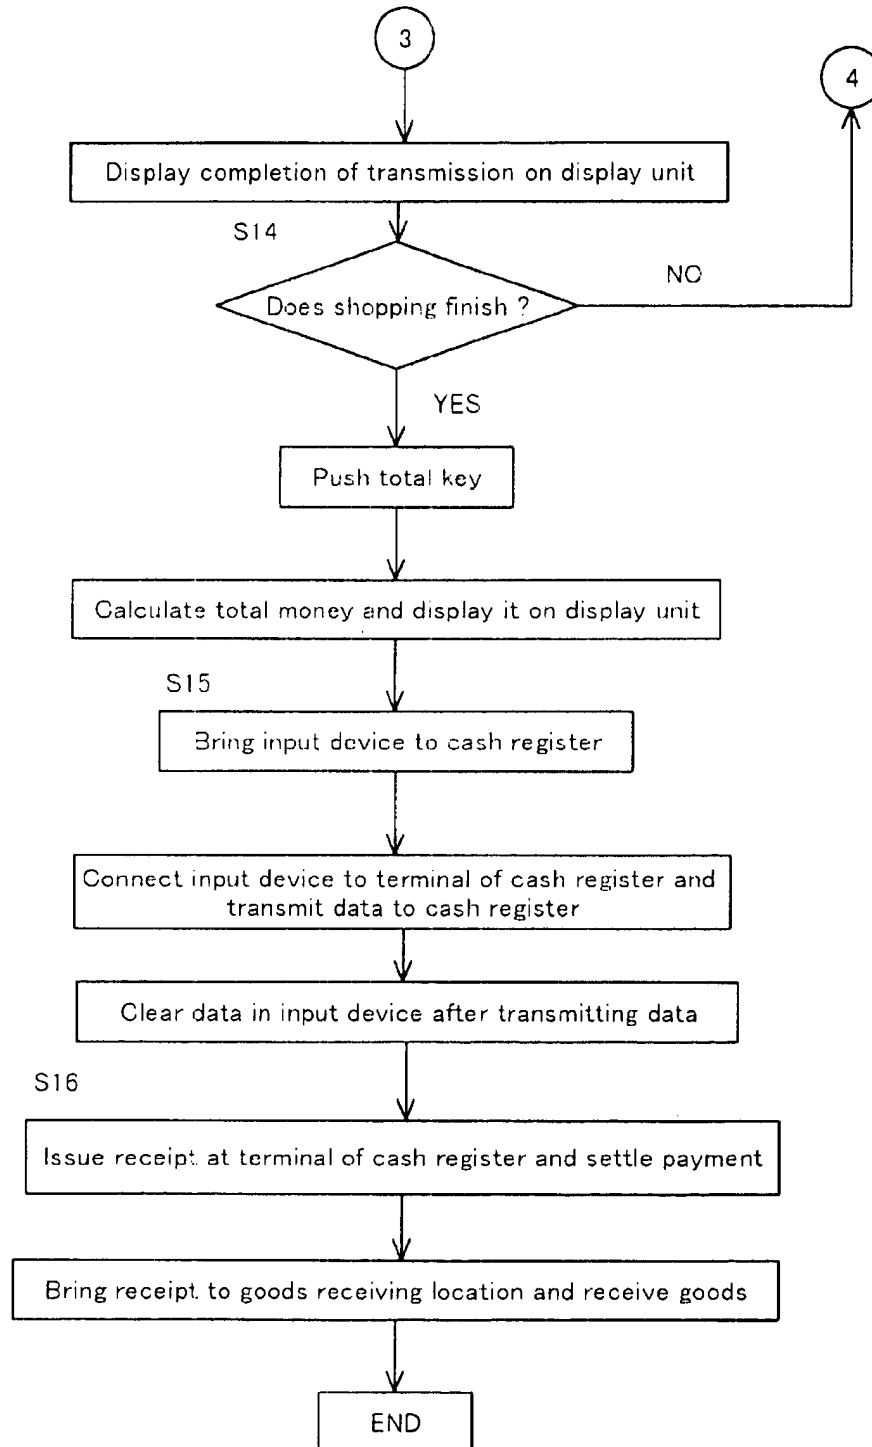 3
4
Display completion of transmission on display unit
S14
NO
Does shopping finish ?
YES
Push total key
Calculate total money and display it on display unit
S15
Bring input device to cash register
Connect input device to terminal of cash register and
transmit data to cash register
Clear data in input device after transmitting data
S16
Issue receipt at terminal of cash register and settle payment
Bring receipt to goods receiving location and receive goods
END